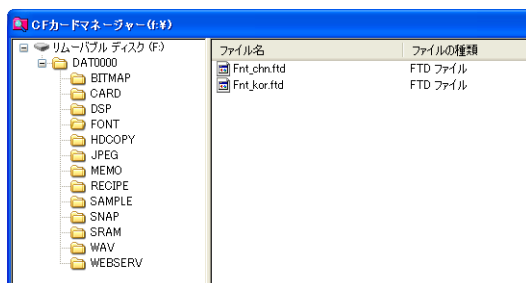 CFカードマネージャー(f:¥)
リムーバブル ディスク (F:)
DAT0000
BITMAP
CARD
DSP
FONT
HDCOPY
JPEG
MEMO
RECIPE
SAMPLE
SNAP
SRAM
WAV
WEBSERV
ファイル名 ファイルの種類
Fnt_chn.ftd FTD ファイル
Fnt_kor.ftd FTD ファイル